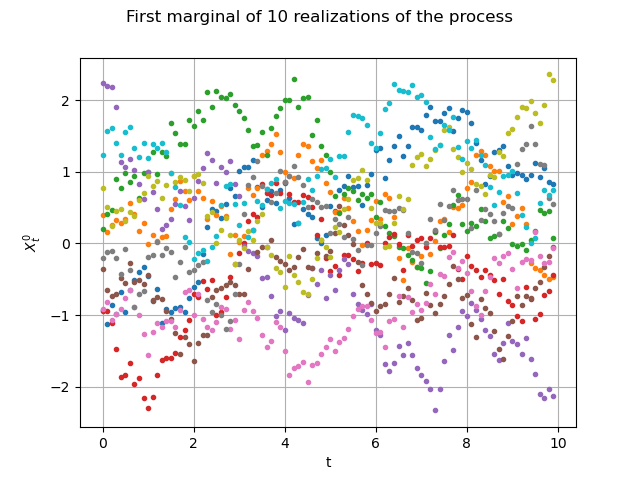 First marginal of 10 realizations of the process
X_t^0
2
1
0
−1
−2
0 2 4 6 8 10
t